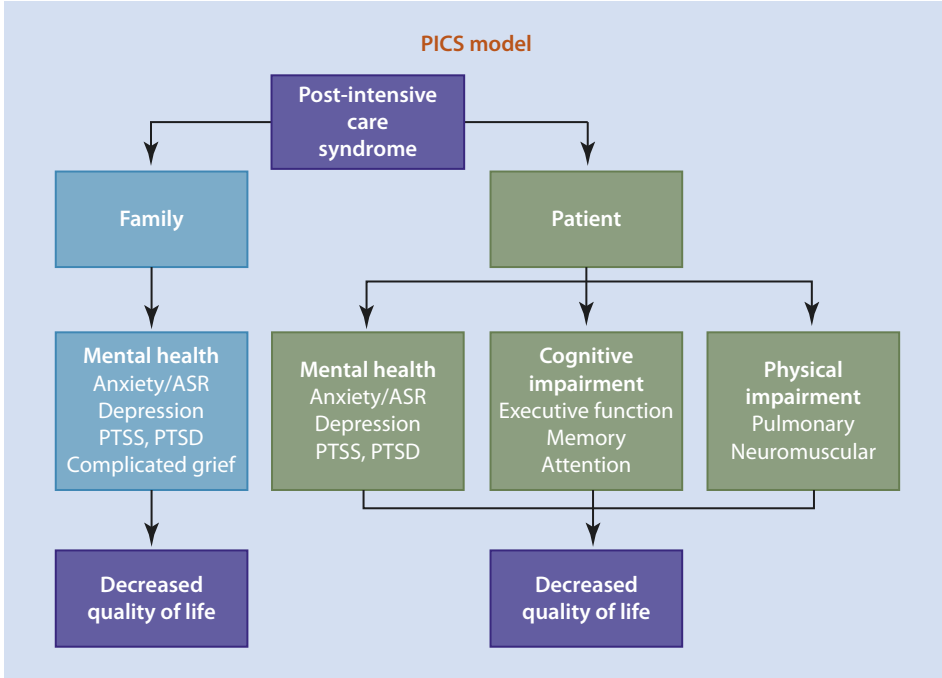 PICS model
Post-intensive
care
syndrome
Family
Patient
Mental health
Anxiety/ASR
Depression
PTSS, PTSD
Complicated grief
Mental health
Anxiety/ASR
Depression
PTSS, PTSD
Cognitive
impairment
Executive function
Memory
Attention
Physical
impairment
Pulmonary
Neuromuscular
Decreased
quality of life
Decreased
quality of life